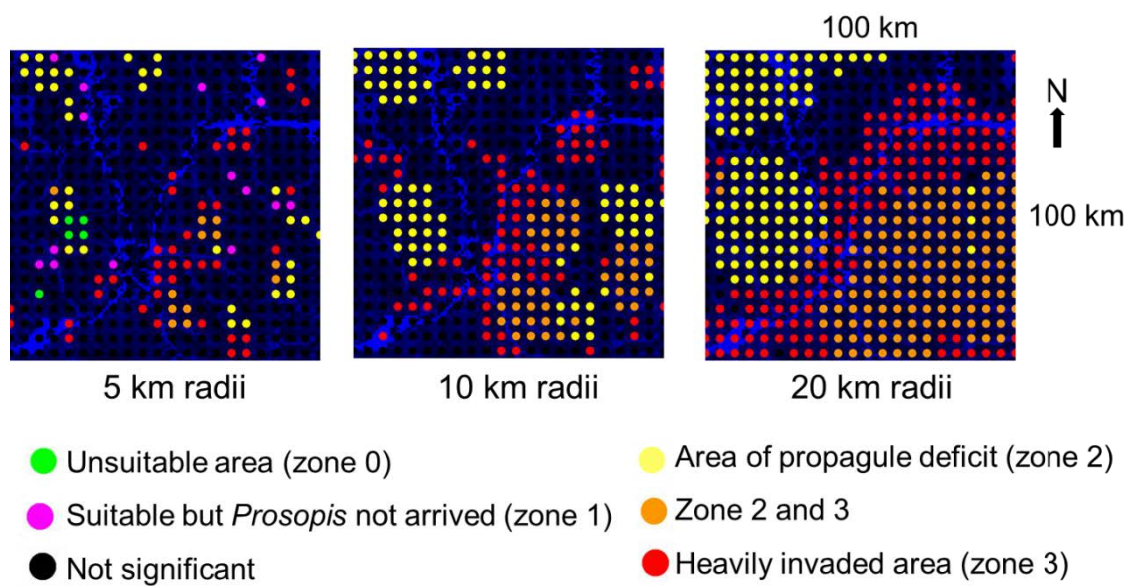 100 km
N
100 km
5 km radii
10 km radii
20 km radii
Unsuitable area (zone 0)
Suitable but Prosopis not arrived (zone 1)
Not significant
Area of propagule deficit (zone 2)
Zone 2 and 3
Heavily invaded area (zone 3)